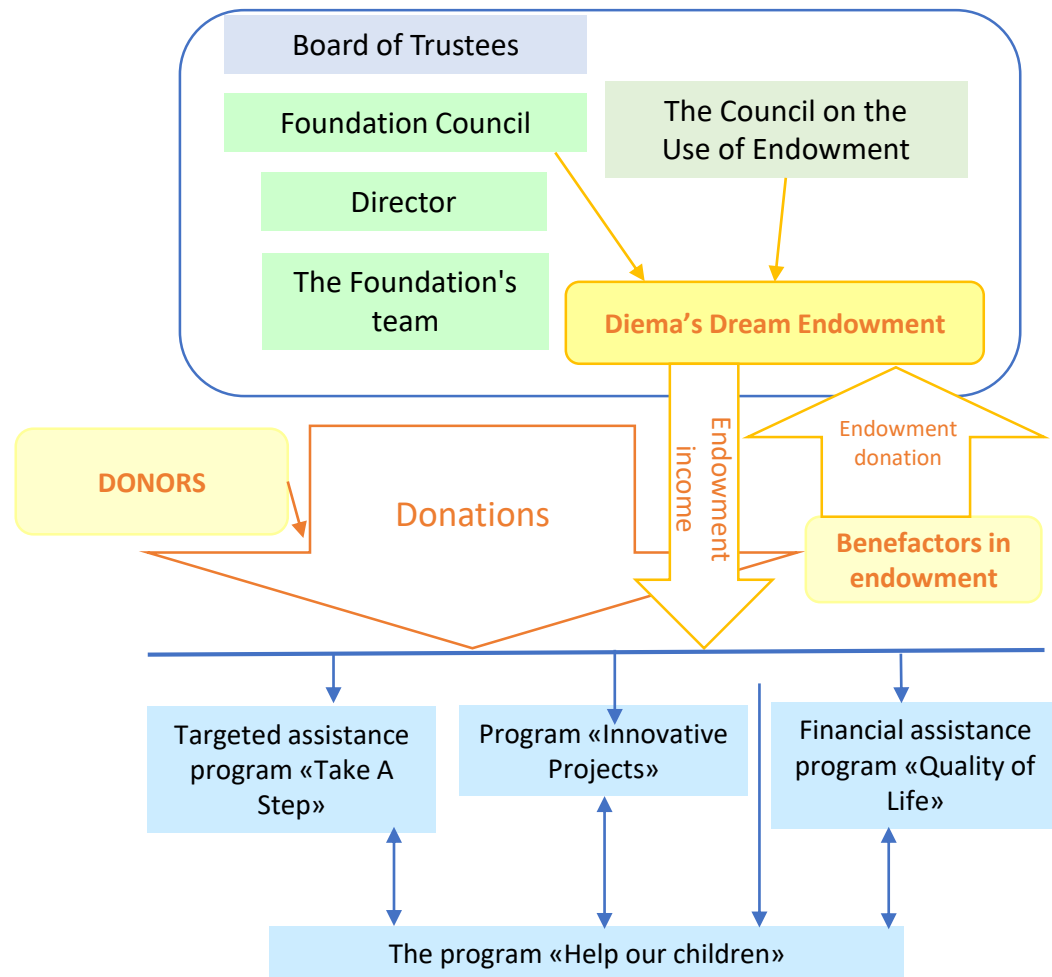 Board of Trustees
Foundation Council
The Council on the
Use of Endowment
Director
The Foundation's
team
Diema’s Dream Endowment
DONORS
Donations
Endowment
income
Endowment
donation
Benefactors in
endowment
Targeted assistance
program «Take A
Step»
Program «Innovative
Projects»
Financial assistance
program «Quality of
Life»
The program «Help our children»